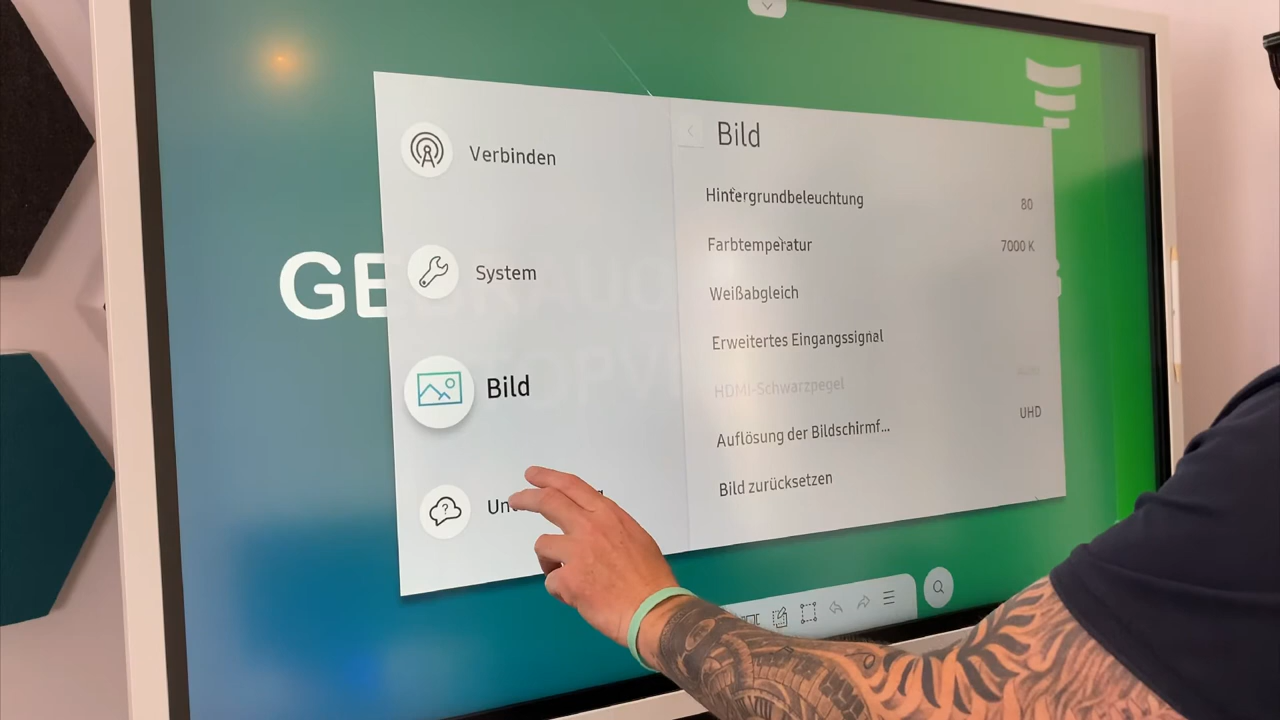 Verbinden
System
Bild
Bild
Hintergrundbeleuchtung 80
Farbtemperatur 7000 K
Weißabgleich
Erweitertes Eingangssignal
HDMI-Schwarzpegel
Auflösung der Bildschirmf... UHD
Bild zurücksetzen